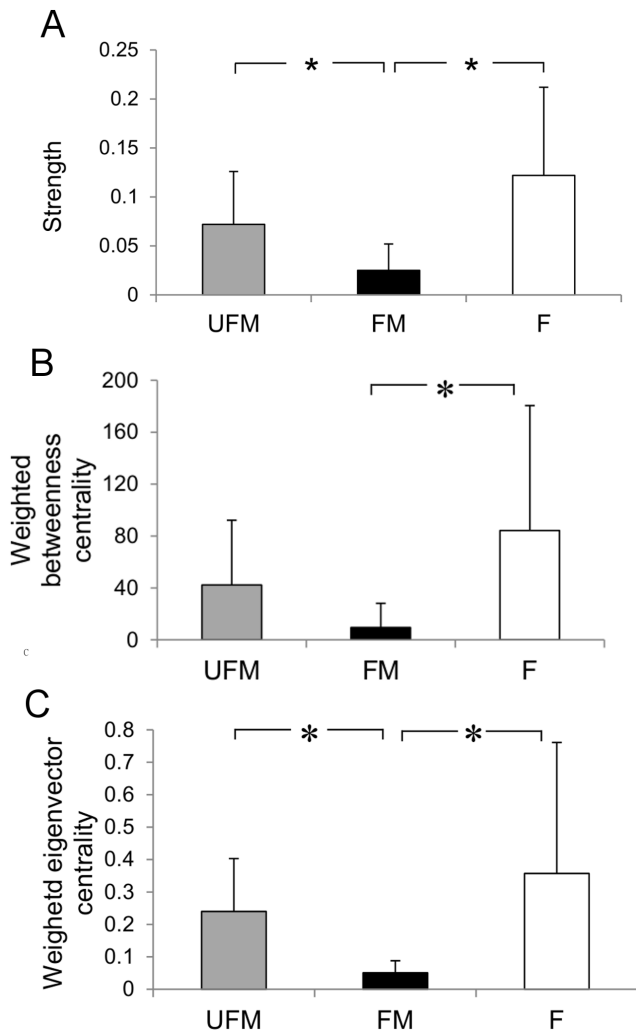 A
0.25
0.2
0.15
0.1
0.05
0
Strength
* *
UFM FM F
B
200
160
120
80
40
0
Weighted
betweenness
centrality
*
UFM FM F
c
C
0.8
0.7
0.6
0.5
0.4
0.3
0.2
0.1
0
Weighetd eigenvector
centrality
* *
UFM FM F